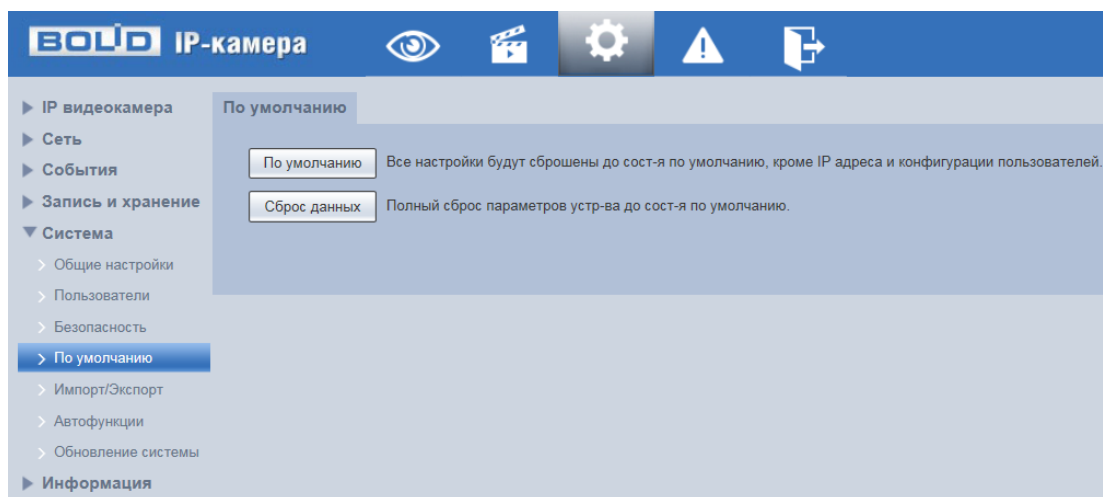 BOLID IP-камера
IP видеокамера
Сеть
События
Запись и хранение
Система
Общие настройки
Пользователи
Безопасность
По умолчанию
Импорт/Экспорт
Автофункции
Обновление системы
Информация
По умолчанию
По умолчанию Все настройки будут сброшены до сост-я по умолчанию, кроме IP адреса и конфигурации пользователей.
Сброс данных Полный сброс параметров устр-ва до сост-я по умолчанию.